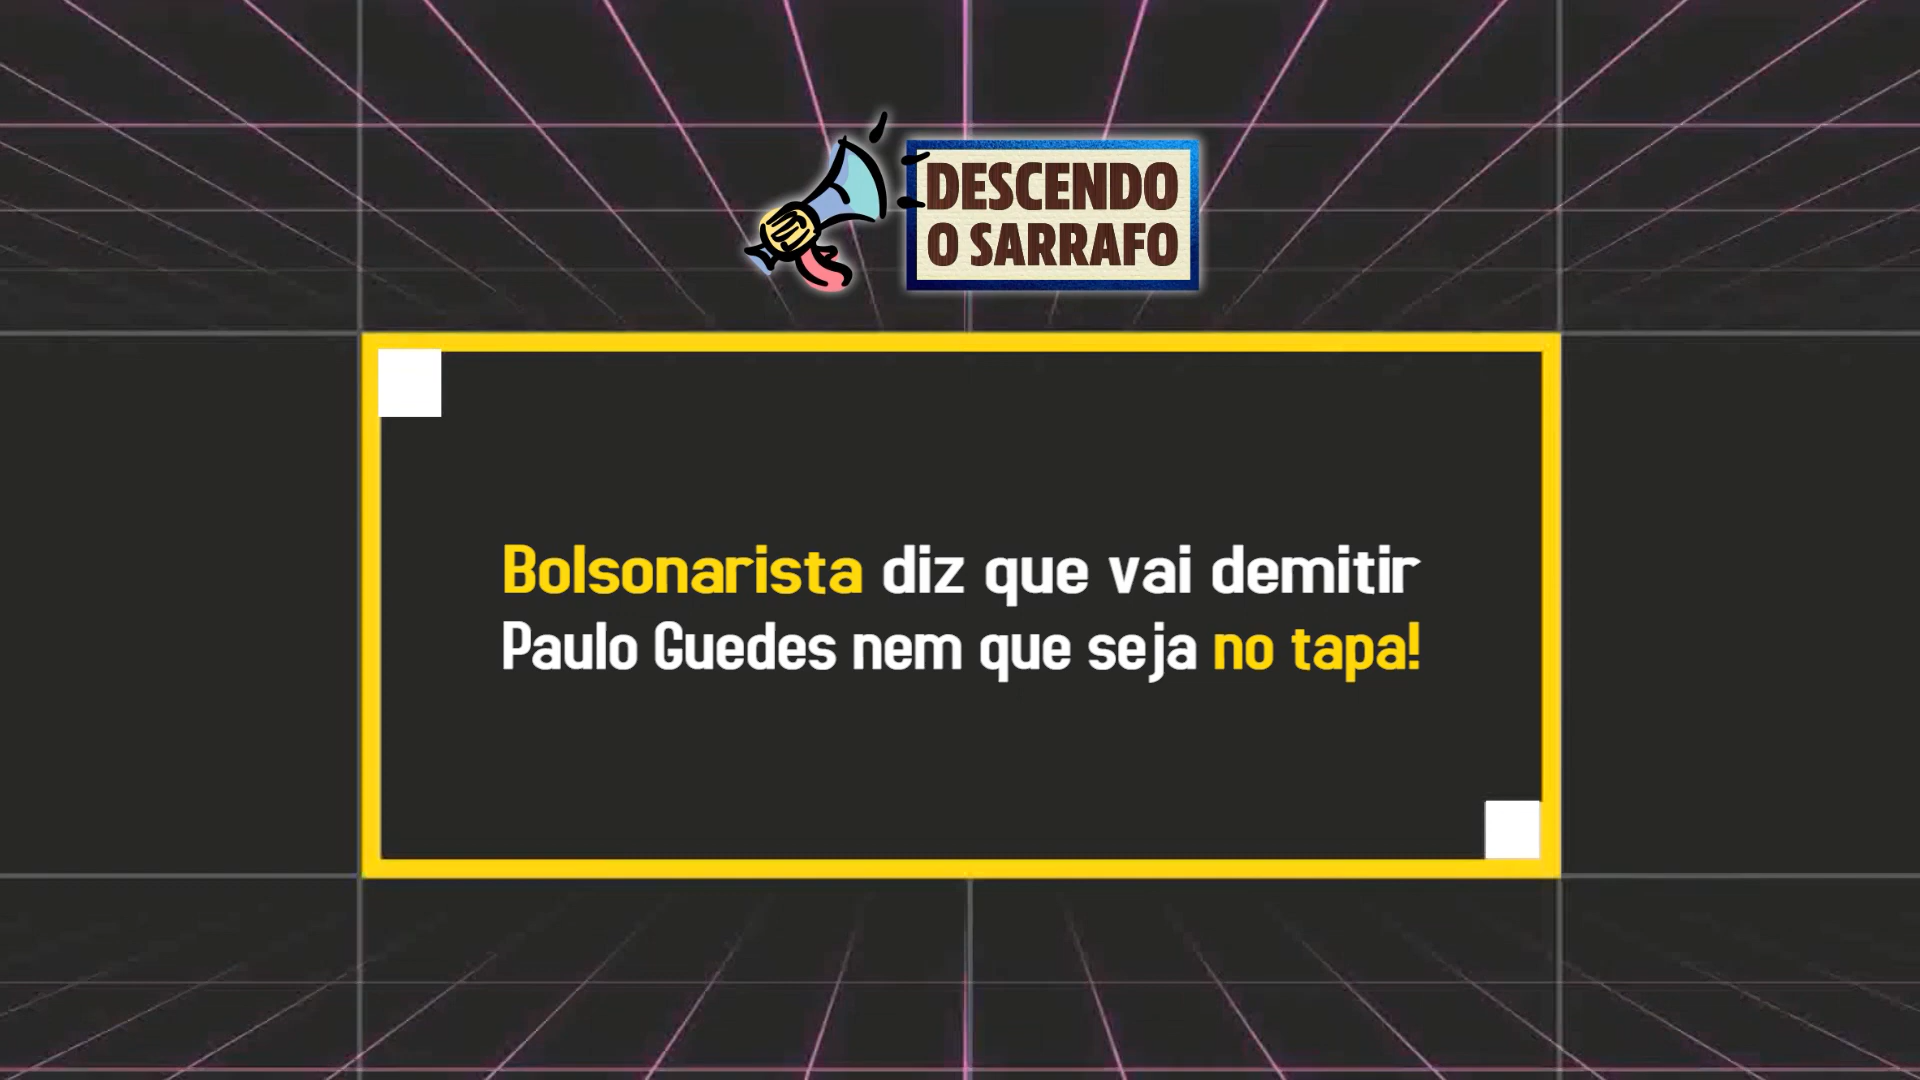 DESCENDO
O SARRAFO
Bolsonarista diz que vai demitir
Paulo Guedes nem que seja no tapa!